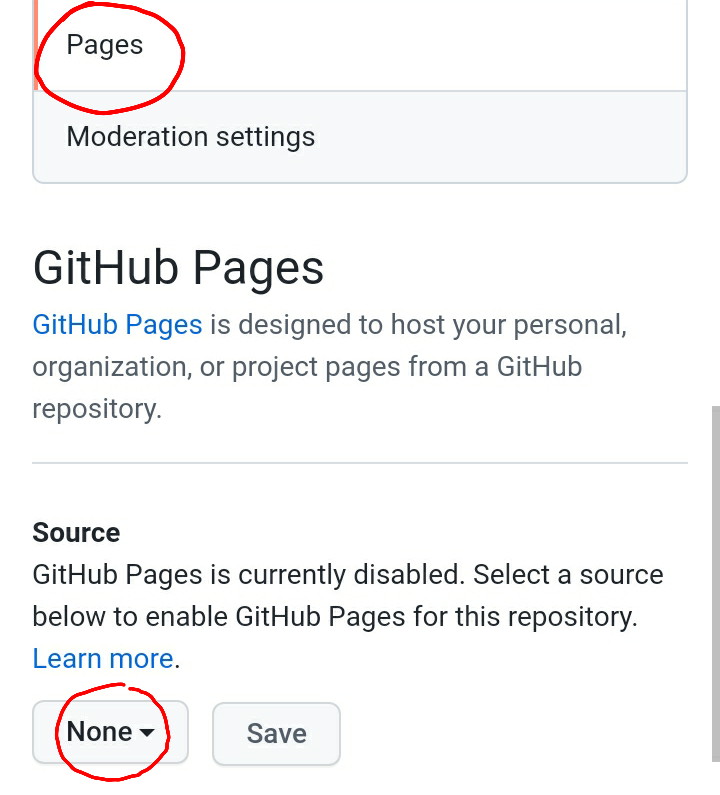 Pages
Moderation settings
GitHub Pages
GitHub Pages is designed to host your personal,
organization, or project pages from a GitHub
repository.
Source
GitHub Pages is currently disabled. Select a source
below to enable GitHub Pages for this repository.
Learn more.
None Save